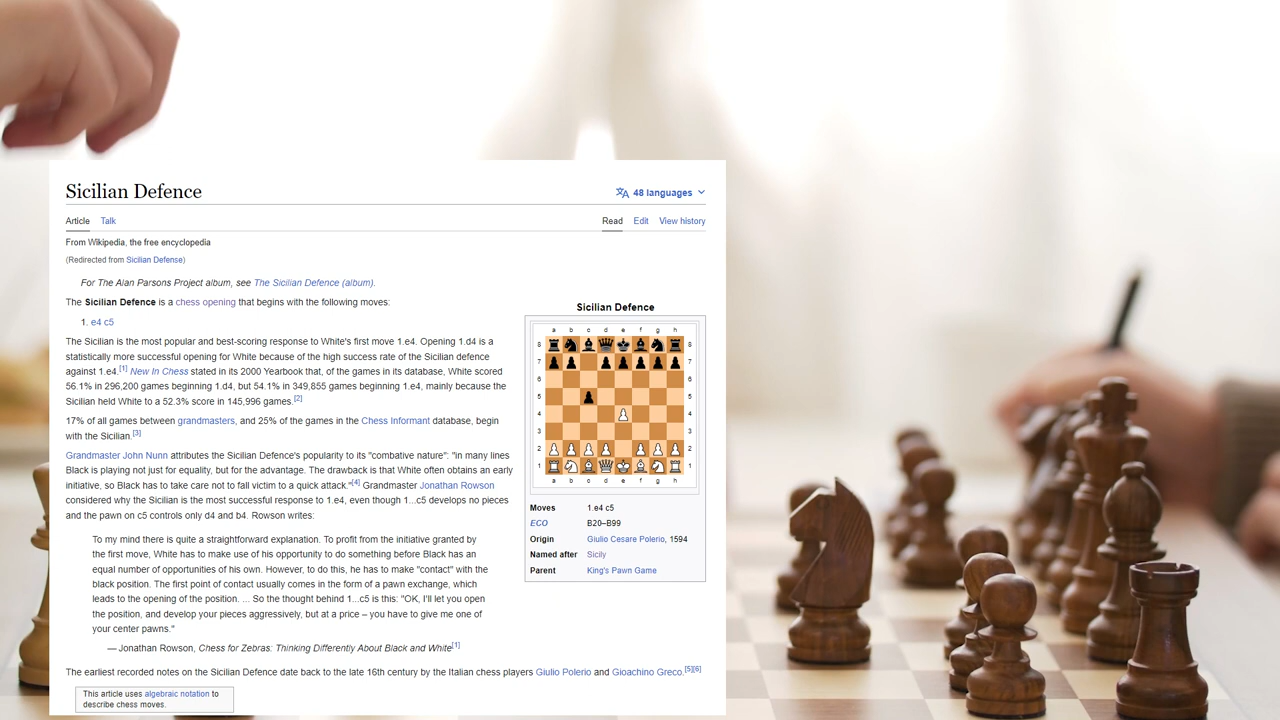 Sicilian Defence
48 languages
Article Talk Read Edit View history
From Wikipedia, the free encyclopedia
(Redirected from Sicilian Defense)
For The Alan Parsons Project album, see The Sicilian Defence (album).
The Sicilian Defence is a chess opening that begins with the following moves:
1. e4 c5
The Sicilian is the most popular and best-scoring response to White's first move 1.e4. Opening 1.d4 is a
statistically more successful opening for White because of the high success rate of the Sicilian defence
against 1.e4.[1] New In Chess stated in its 2000 Yearbook that, of the games in its database, White scored
56.1% in 296,200 games beginning 1.d4, but 54.1% in 349,855 games beginning 1.e4, mainly because the
Sicilian held White to a 52.3% score in 145,996 games.[2]
17% of all games between grandmasters, and 25% of the games in the Chess Informant database, begin
with the Sicilian.[3]
Grandmaster John Nunn attributes the Sicilian Defence's popularity to its "combative nature": "in many lines
Black is playing not just for equality, but for the advantage. The drawback is that White often obtains an early
initiative, so Black has to take care not to fall victim to a quick attack."[4] Grandmaster Jonathan Rowson
considered why the Sicilian is the most successful response to 1.e4, even though 1...c5 develops no pieces
and the pawn on c5 controls only d4 and b4. Rowson writes:
To my mind there is quite a straightforward explanation. To profit from the initiative granted by
the first move, White has to make use of his opportunity to do something before Black has an
equal number of opportunities of his own. However, to do this, he has to make "contact" with the
black position. The first point of contact usually comes in the form of a pawn exchange, which
leads to the opening of the position. ... So the thought behind 1...c5 is this: "OK, I'll let you open
the position, and develop your pieces aggressively, but at a price – you have to give me one of
your center pawns."
— Jonathan Rowson, Chess for Zebras: Thinking Differently About Black and White[1]
The earliest recorded notes on the Sicilian Defence date back to the late 16th century by the Italian chess players Giulio Polerio and Gioachino Greco.[5][6]
This article uses algebraic notation to
describe chess moves.
Sicilian Defence
a b c d e f g h
8 8
7 7
6 6
5 5
4 4
3 3
2 2
1 1
a b c d e f g h
Moves 1.e4 c5
ECO B20–B99
Origin Giulio Cesare Polerio, 1594
Named after Sicily
Parent King's Pawn Game